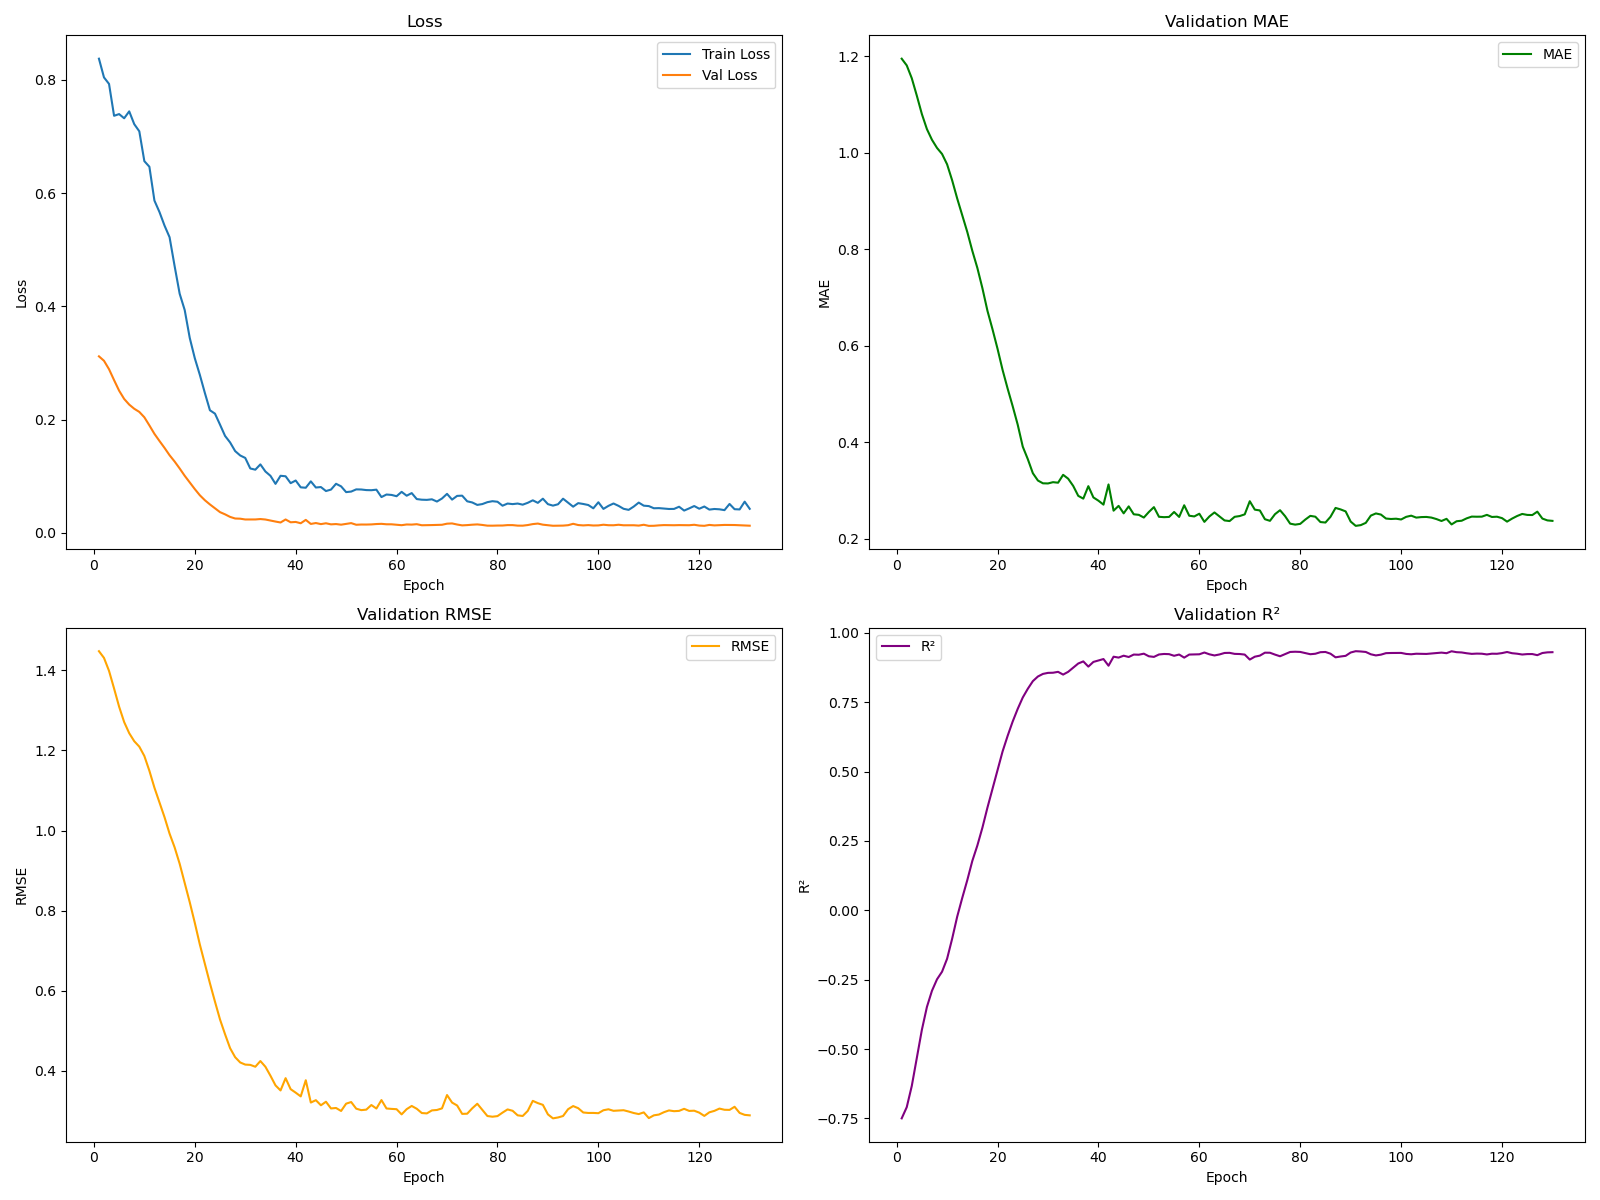 Loss
Train Loss
Val Loss
0.8
0.6
0.4
0.2
0.0
Loss
0 20 40 60 80 100 120
Epoch
Validation MAE
MAE
1.2
1.0
0.8
0.6
0.4
0.2
MAE
0 20 40 60 80 100 120
Epoch
Validation RMSE
RMSE
1.4
1.2
1.0
0.8
0.6
0.4
RMSE
0 20 40 60 80 100 120
Epoch
Validation R²
R²
1.00
0.75
0.50
0.25
0.00
−0.25
−0.50
−0.75
R²
0 20 40 60 80 100 120
Epoch